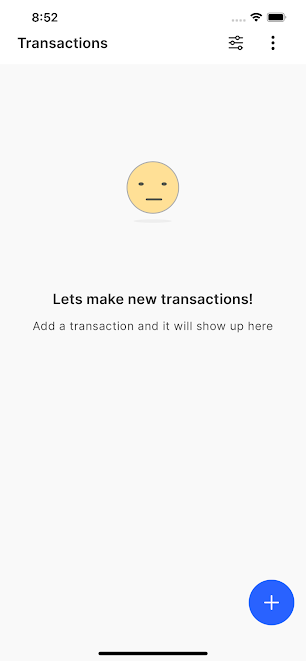 8:52
Transactions
Lets make new transactions!
Add a transaction and it will show up here